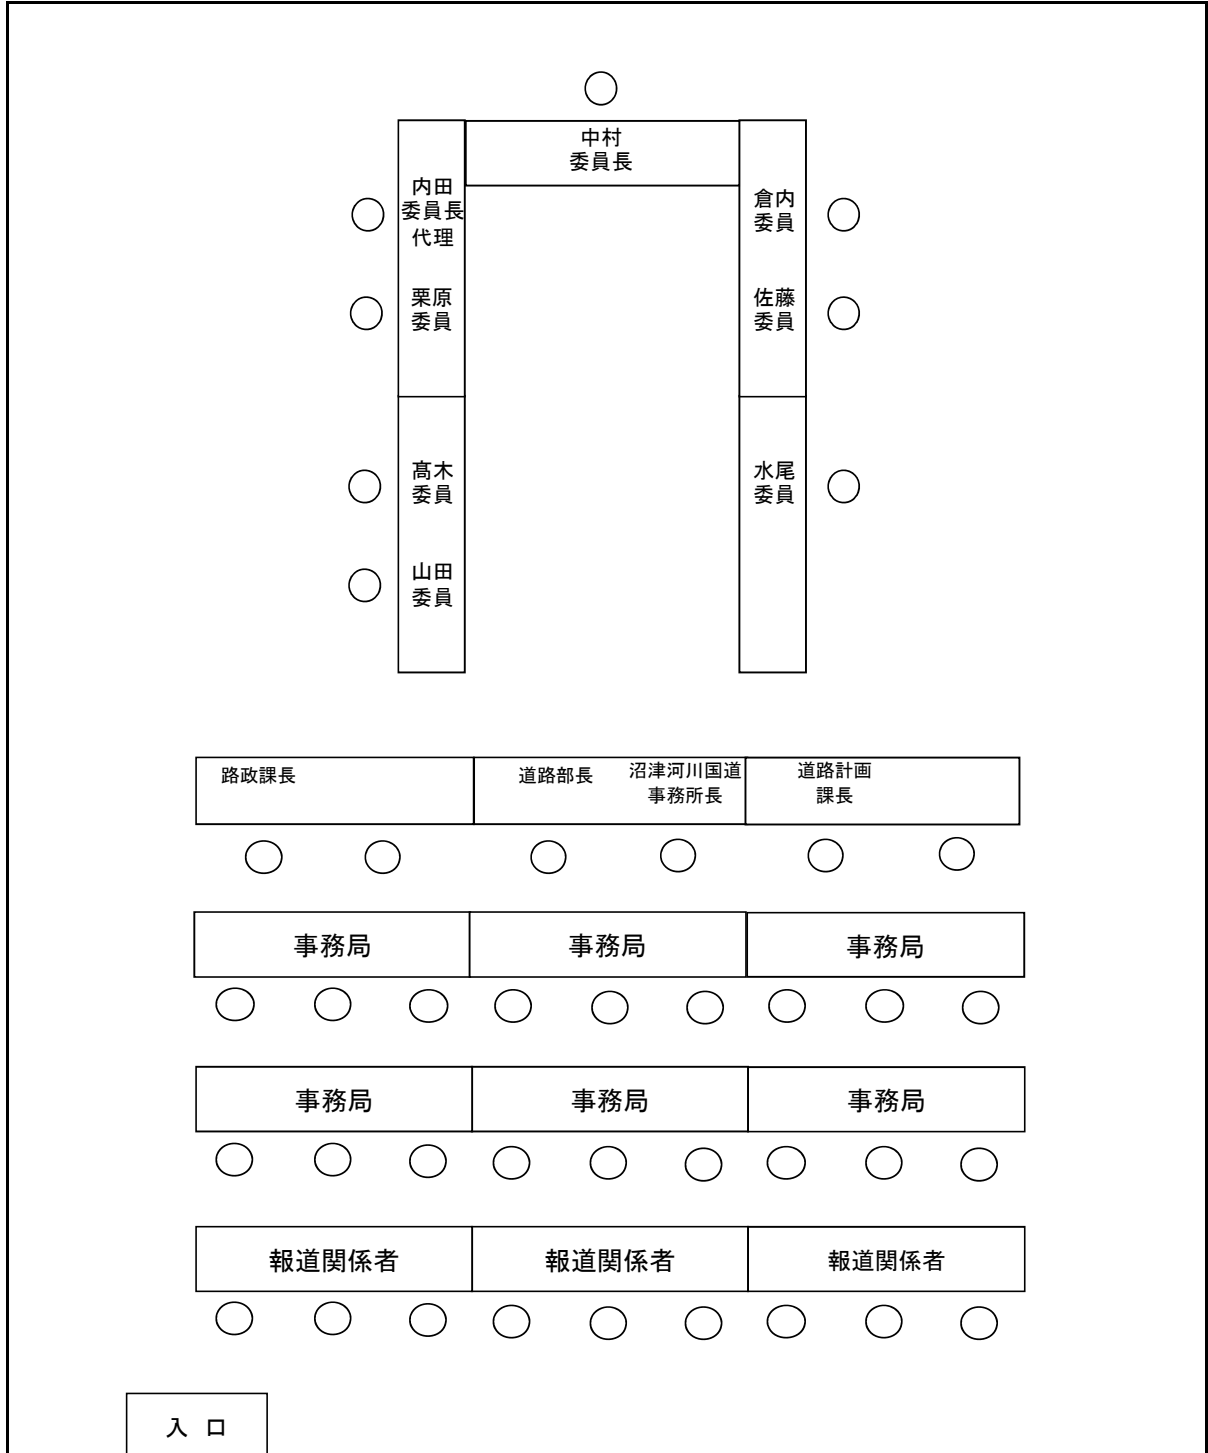 中村
委員長
内田
委員長
代理
倉内
委員
栗原
委員
佐藤
委員
髙木
委員
水尾
委員
山田
委員
路政課長
道路部長
沼津河川国道
事務所長
道路計画
課長
事務局 事務局 事務局
事務局 事務局 事務局
報道関係者 報道関係者 報道関係者
入 口